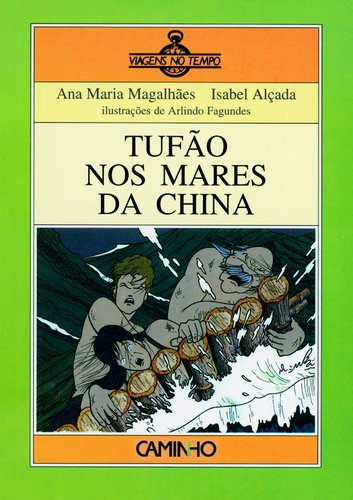 VIAGENS NO TEMPO
Ana Maria Magalhães Isabel Alçada
ilustrações de Arlindo Fagundes
TUFÃO
NOS MARES
DA CHINA
CAMINHO